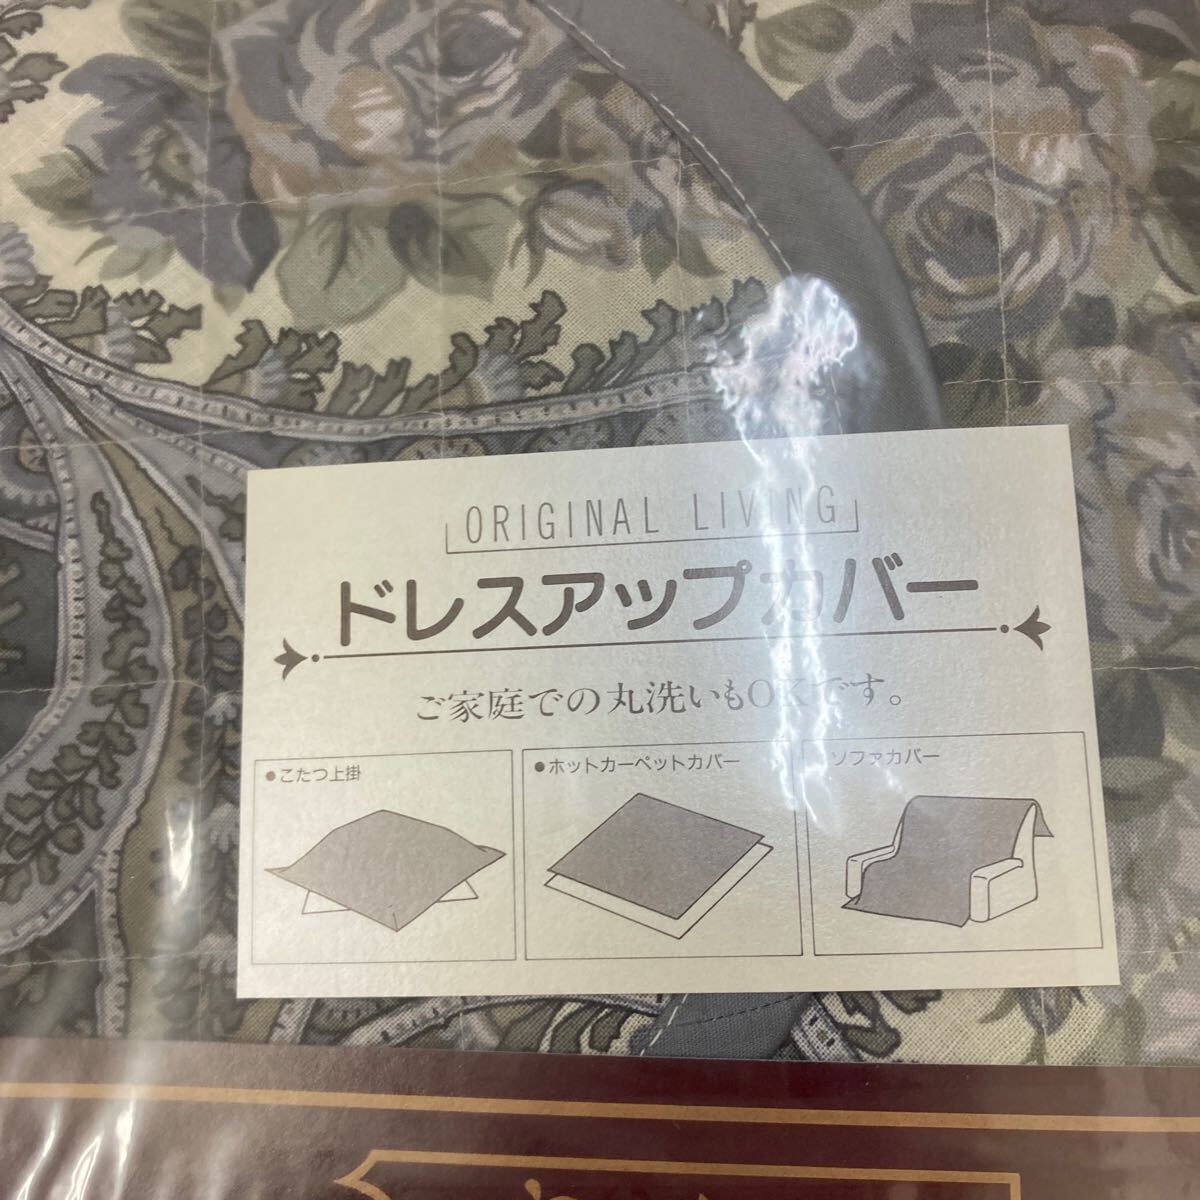 ORIGINAL LIVING
ドレスアップカバー
ご家庭での丸洗いもOKです。
●こたつ上掛
●ホットカーペットカバー
ソファカバー